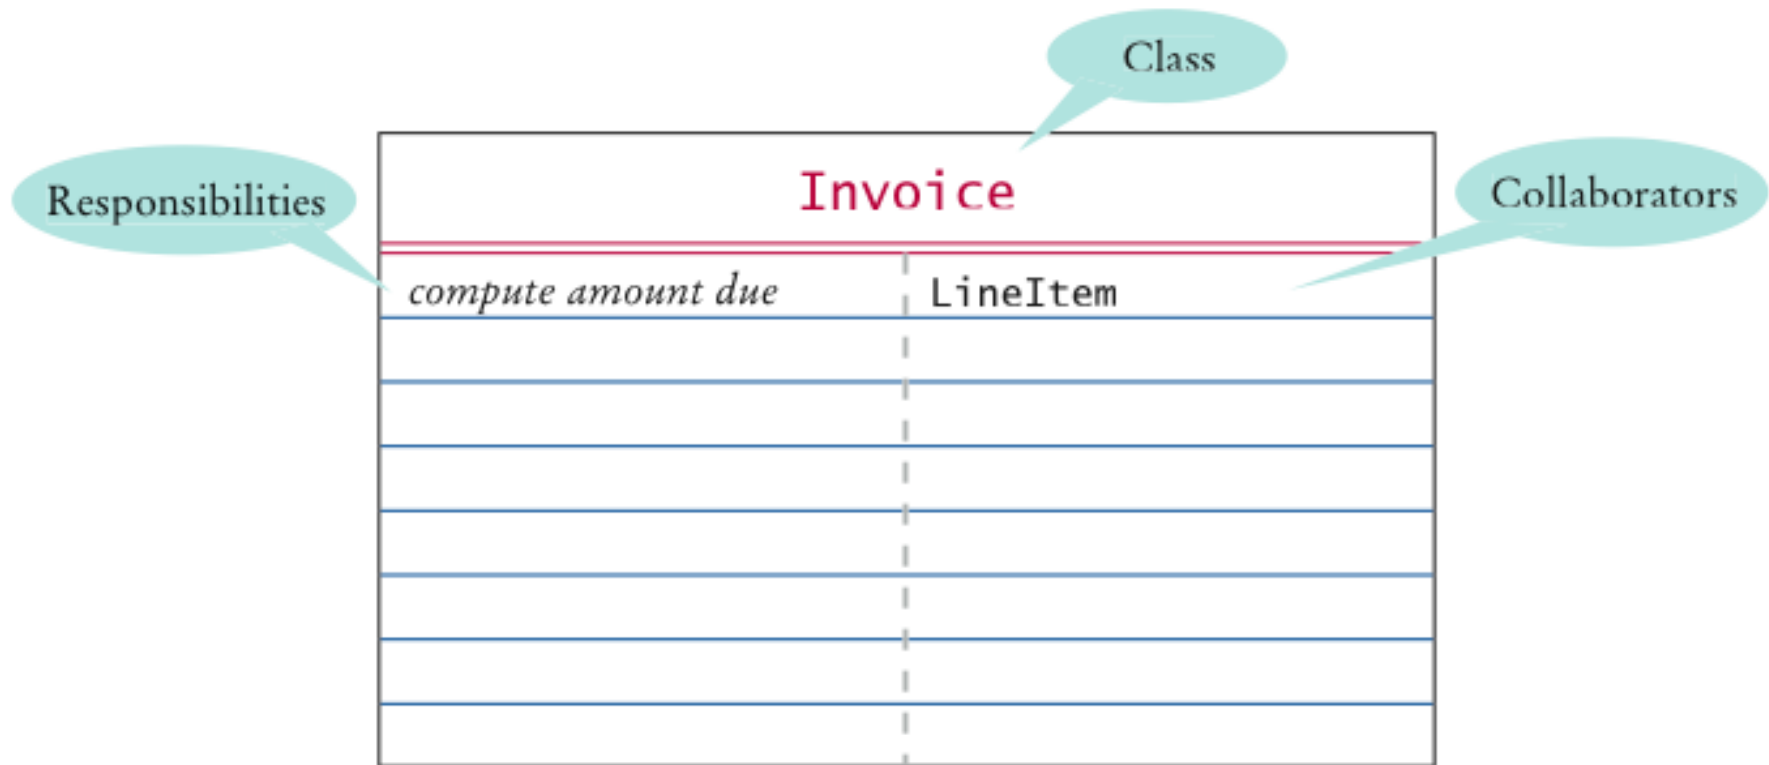 Class
Invoice
Responsibilities
Collaborators
compute amount due
LineItem